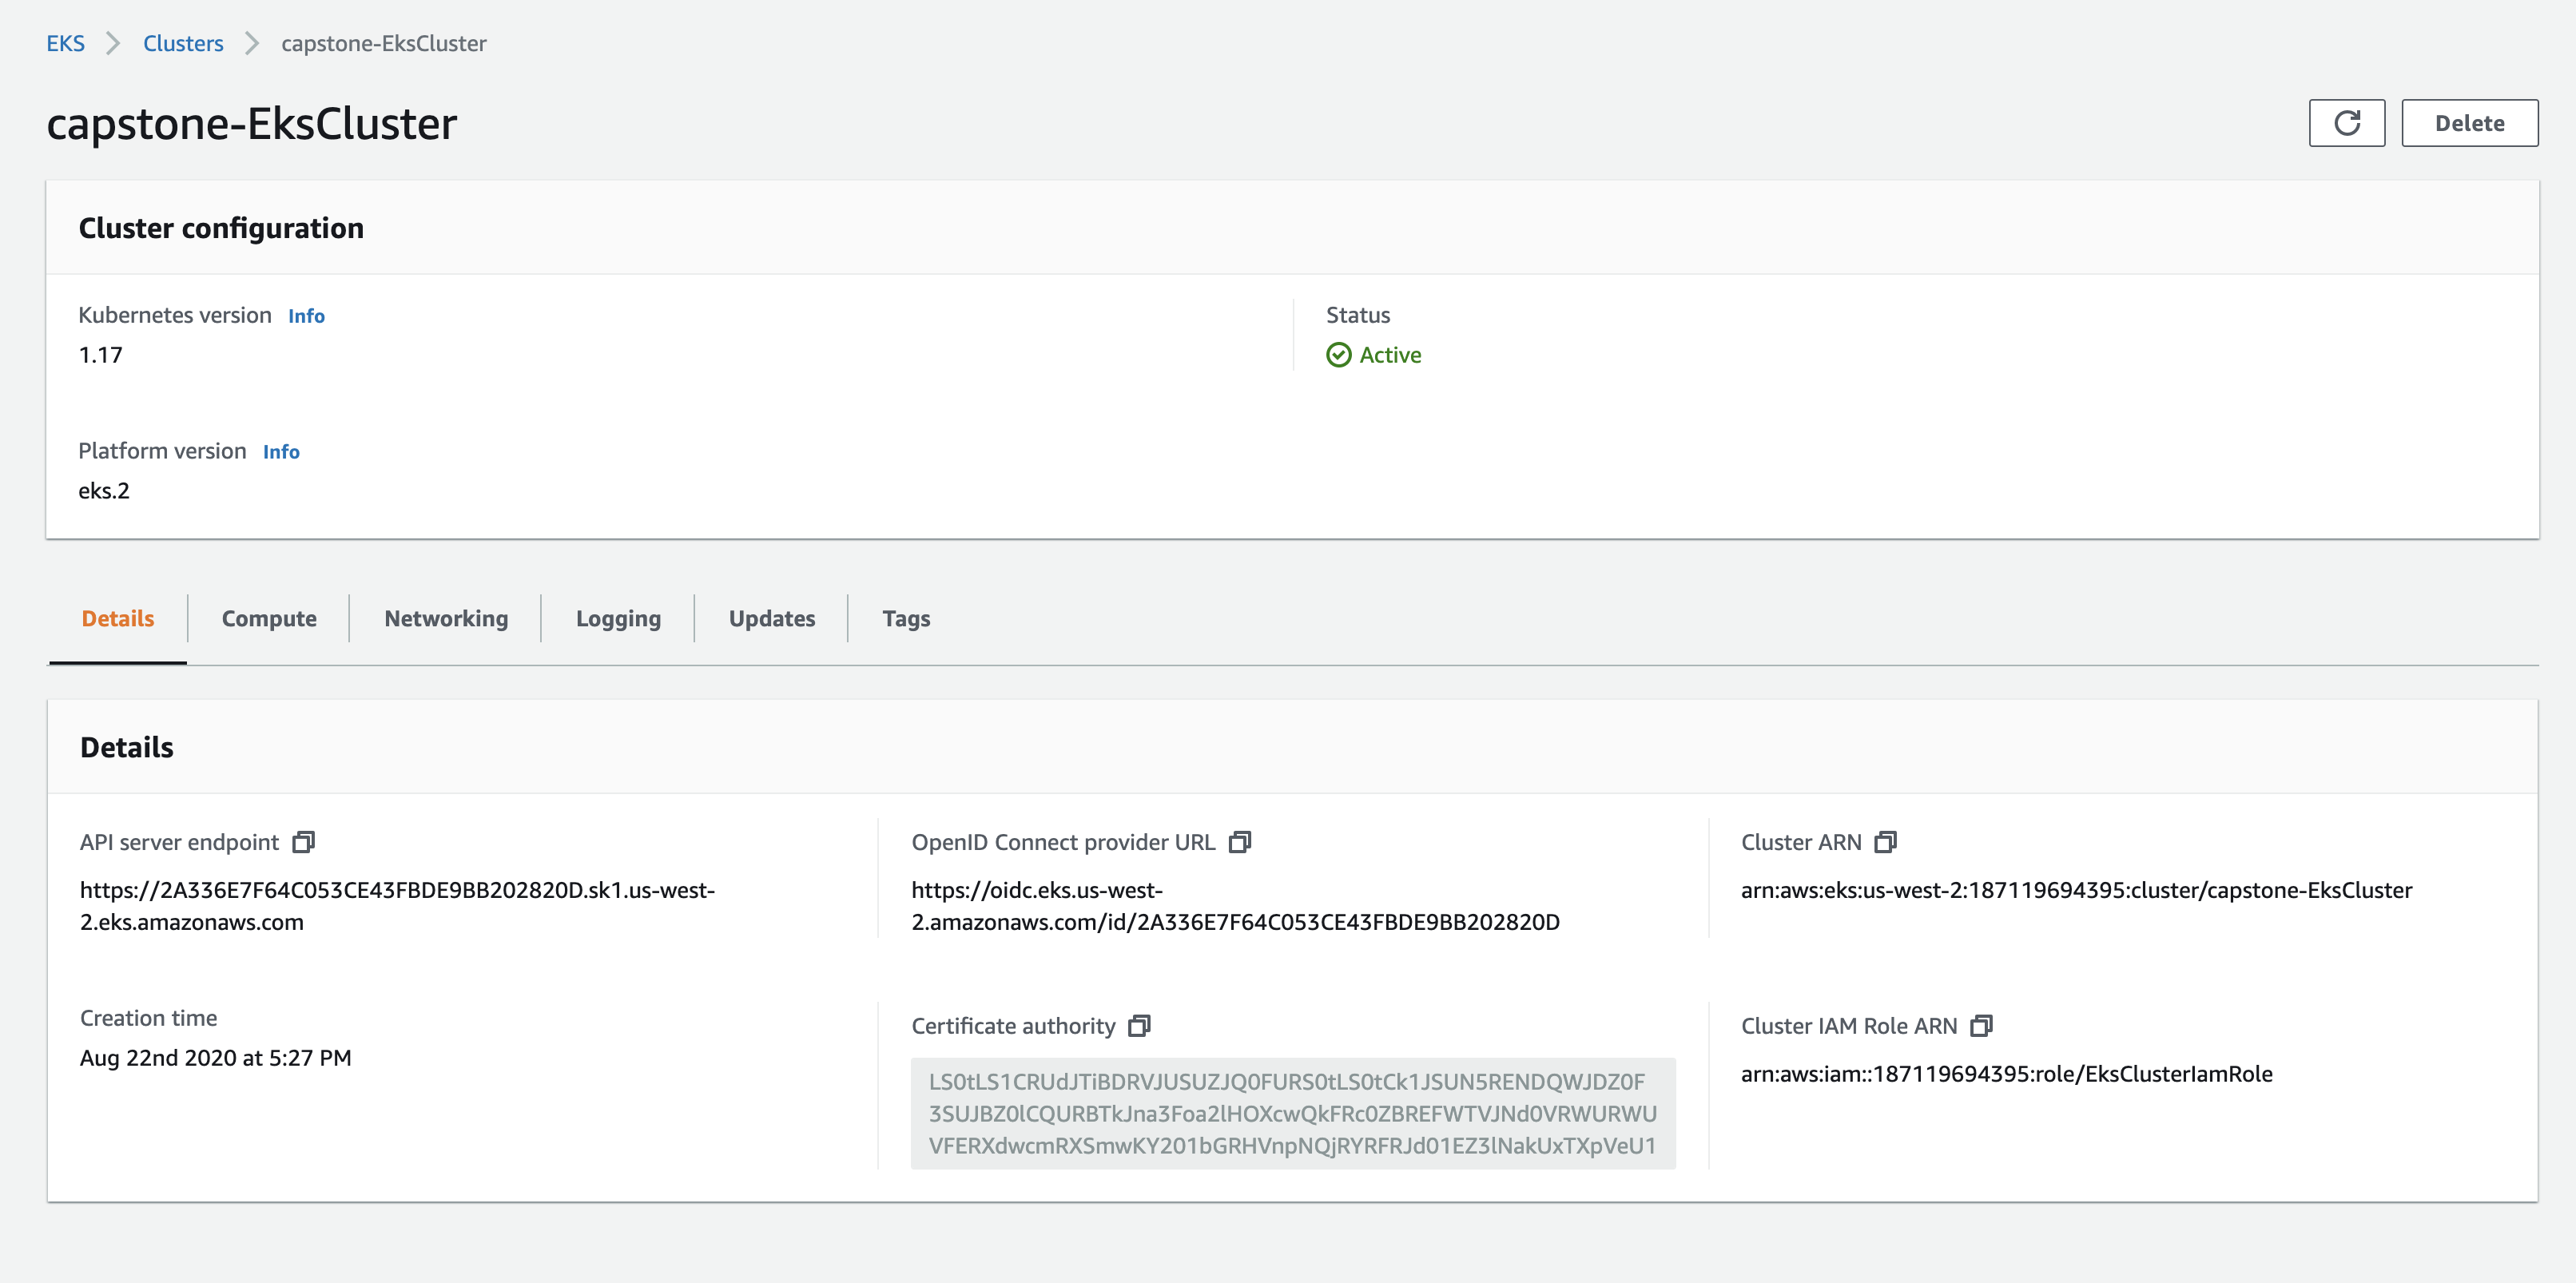 EKS > Clusters > capstone-EksCluster
capstone-EksCluster
Delete
Cluster configuration
Kubernetes version Info
1.17
Status
Active
Platform version Info
eks.2
Details Compute Networking Logging Updates Tags
Details
API server endpoint
https://2A336E7F64C053CE43FBDE9BB202820D.sk1.us-west-
2.eks.amazonaws.com
OpenID Connect provider URL
https://oidc.eks.us-west-
2.amazonaws.com/id/2A336E7F64C053CE43FBDE9BB202820D
Cluster ARN
arn:aws:eks:us-west-2:187119694395:cluster/capstone-EksCluster
Creation time
Aug 22nd 2020 at 5:27 PM
Certificate authority
LS0tLS1CRUdJTiBDRVJUSUZJQ0FURS0tLS0tCk1JSUN5RENDQWJDZ0F
3SUJBZ0lCQURBTkJna3Foa2lHOXcwQkFRc0ZBREFWTVJNd0VRWURWU
VFERXdwcmRXSmwKY201bGRHVnpNQjRYRFRJd01EZ3lNakUxTXpVeU1
Cluster IAM Role ARN
arn:aws:iam::187119694395:role/EksClusterIamRole